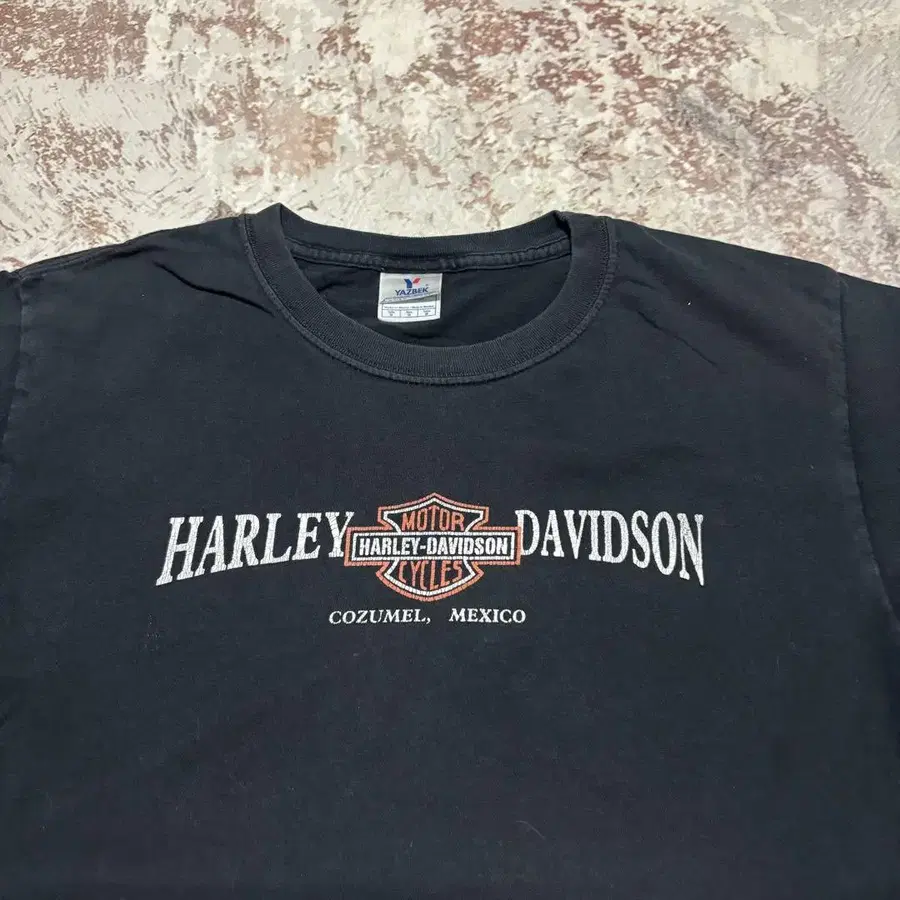 YAZBEK
HARLEY DAVIDSON
MOTOR
HARLEY-DAVIDSON
CYCLES
COZUMEL, MEXICO